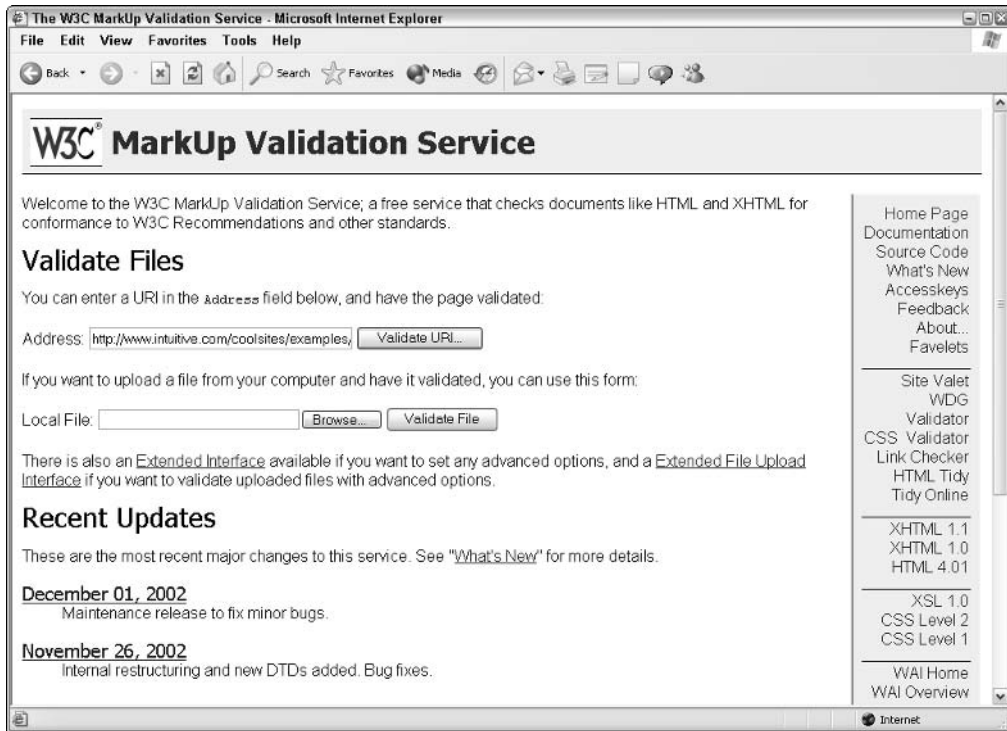 The W3C MarkUp Validation Service - Microsoft Internet Explorer
File Edit View Favorites Tools Help
Back Search Favorites Media
W3C® MarkUp Validation Service
Welcome to the W3C MarkUp Validation Service; a free service that checks documents like HTML and XHTML for
conformance to W3C Recommendations and other standards.
Validate Files
You can enter a URI in the Address field below, and have the page validated:
Address: http://www.intuitive.com/coolsites/examples/ Validate URI...
If you want to upload a file from your computer and have it validated, you can use this form:
Local File: Browse... Validate File
There is also an Extended Interface available if you want to set any advanced options, and a Extended File Upload
Interface if you want to validate uploaded files with advanced options.
Recent Updates
These are the most recent major changes to this service. See "What's New" for more details.
December 01, 2002
Maintenance release to fix minor bugs.
November 26, 2002
Internal restructuring and new DTDs added. Bug fixes.
Home Page
Documentation
Source Code
What's New
Accesskeys
Feedback
About...
Favelets
Site Valet
WDG
Validator
CSS Validator
Link Checker
HTML Tidy
Tidy Online
XHTML 1.1
XHTML 1.0
HTML 4.01
XSL 1.0
CSS Level 2
CSS Level 1
WAI Home
WAI Overview
Internet